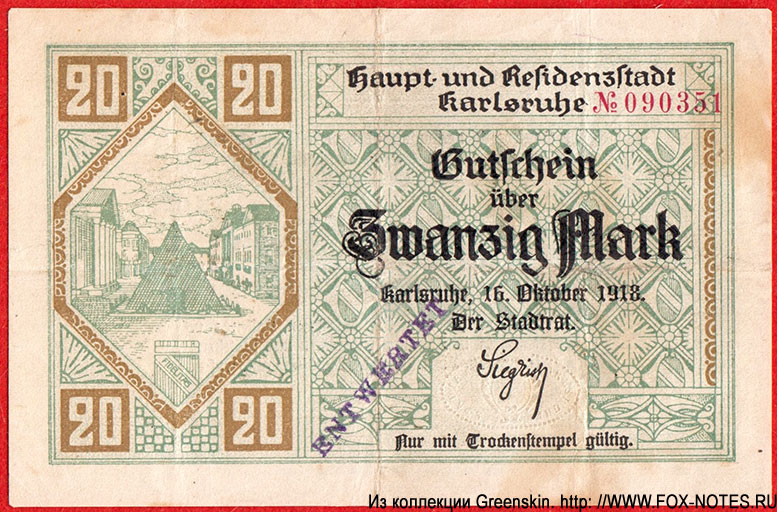 20 20
Haupt- und Residenzstadt
Karlsruhe № 090351
Gutschein
über
Zwanzig Mark
Karlsruhe, 16. Oktober 1918.
Der Stadtrat.
Siegrist
ENTWERTET
20 20
Nur mit Trockenstempel gültig.
Из коллекции Greenskin. http: //WWW.FOX-NOTES.RU